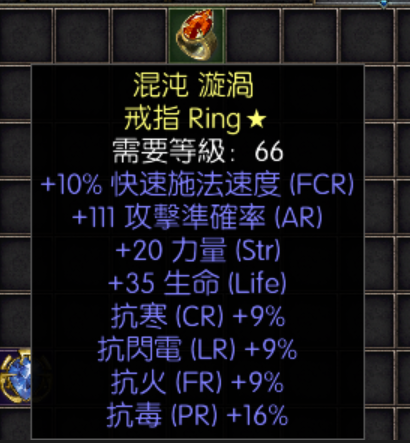 混沌 漩渦
戒指 Ring★
需要等級: 66
+10% 快速施法速度 (FCR)
+111 攻擊準確率 (AR)
+20 力量 (Str)
+35 生命 (Life)
抗寒 (CR) +9%
抗閃電 (LR) +9%
抗火 (FR) +9%
抗毒 (PR) +16%